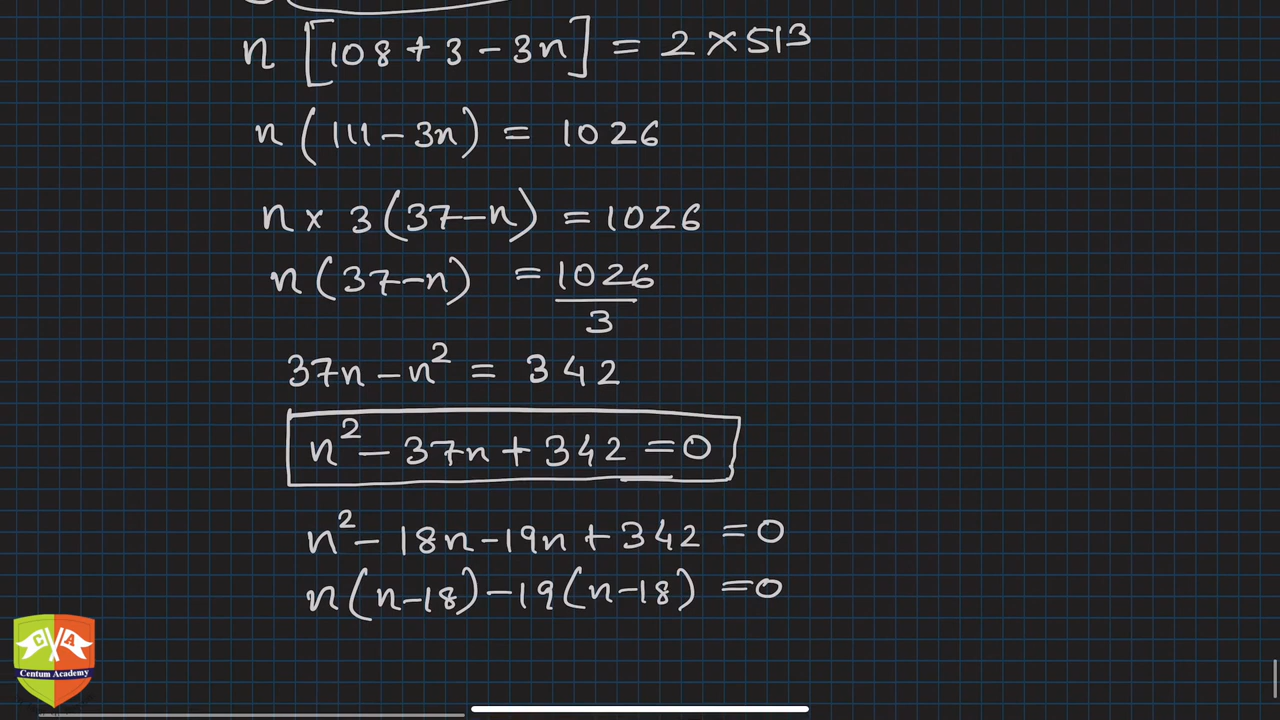 n [108 + 3 - 3n] = 2 × 513
n (111 - 3n) = 1026
n × 3 (37 - n) = 1026
n (37 - n) = 1026
3
37n - n² = 342
n² - 37n + 342 = 0
n² - 18n - 19n + 342 = 0
n (n - 18) - 19 (n - 18) = 0
C A
Centum Academy